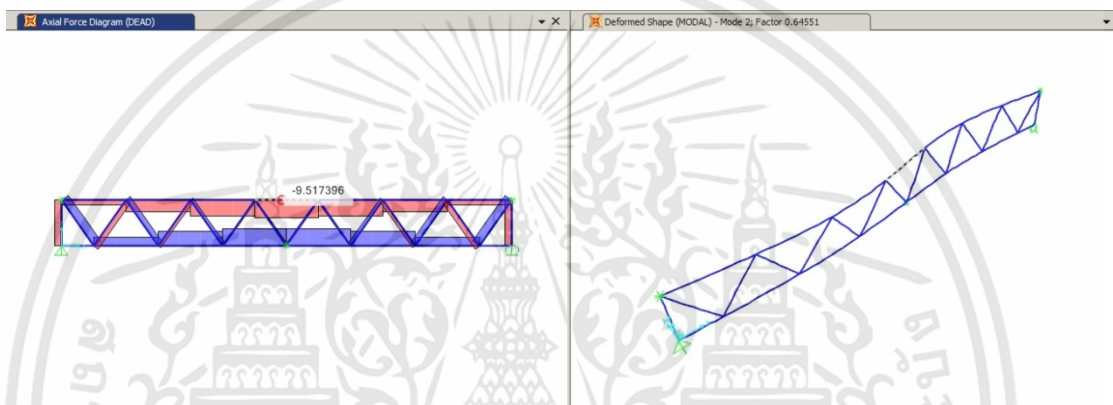 Axial Force Diagram (DEAD)
Deformed Shape (MODAL) - Mode 2; Factor 0.64551
-9.517396